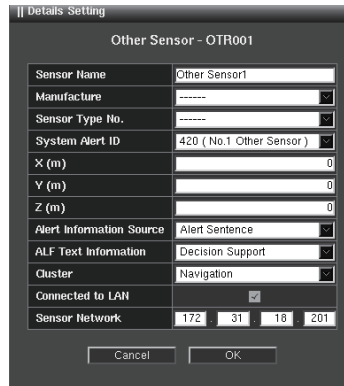 || Details Setting
Other Sensor - OTR001
Sensor Name Other Sensor1
Manufacture ------
Sensor Type No. ------
System Alert ID 420 ( No.1 Other Sensor )
X (m) 0
Y (m) 0
Z (m) 0
Alert Information Source Alert Sentence
ALF Text Information Decision Support
Cluster Navigation
Connected to LAN
Sensor Network 172 . 31 . 18 . 201
Cancel OK